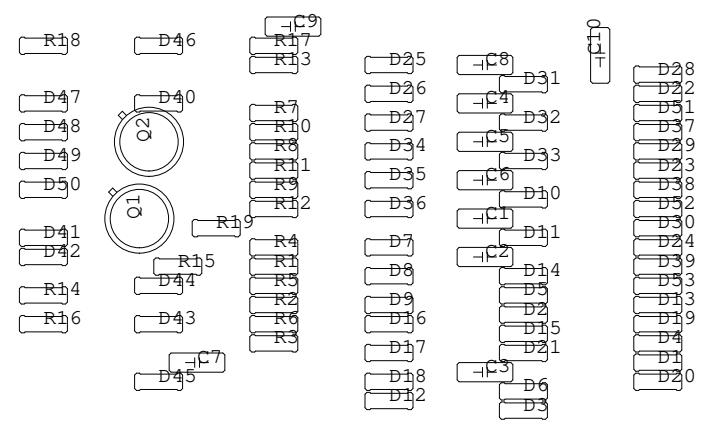 C9
C10
R18
D46
R17
R13
D25
C8
D28
D31
D26
D22
D47
D40
C4
D51
R7
D27
D32
D48
Q2
R10
D37
C5
R8
D34
D29
D49
D33
R11
D23
D35
C6
D50
R9
D38
D10
Q1
R12
D36
D52
C1
R19
D30
D41
D11
R4
D7
D24
D42
C2
R15
R1
D39
D8
D14
D44
R5
D53
R14
D5
R2
D9
D13
D2
R16
D43
R6
D16
D19
D15
R3
D4
D17
D21
C7
D1
C3
D45
D18
D20
D6
D12
D3